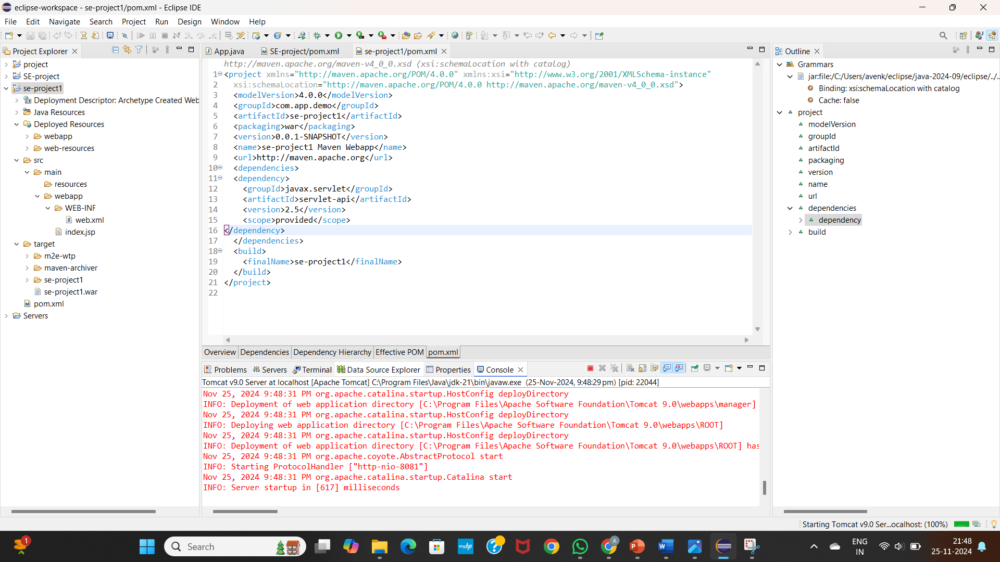 eclipse-workspace - se-project1/pom.xml - Eclipse IDE
File Edit Navigate Search Project Run Design Window Help
Project Explorer
project
SE-project
se-project1
Deployment Descriptor: Archetype Created Web
Java Resources
Deployed Resources
webapp
web-resources
src
main
resources
webapp
WEB-INF
web.xml
index.jsp
target
m2e-wtp
maven-archiver
se-project1
se-project1.war
pom.xml
Servers
App.java SE-project/pom.xml se-project1/pom.xml
http://maven.apache.org/maven-v4_0_0.xsd (xsi:schemaLocation with catalog)
1 <project xmlns="http://maven.apache.org/POM/4.0.0" xmlns:xsi="http://www.w3.org/2001/XMLSchema-instance"
2 xsi:schemaLocation="http://maven.apache.org/POM/4.0.0 http://maven.apache.org/maven-v4_0_0.xsd">
3 <modelVersion>4.0.0</modelVersion>
4 <groupId>com.app.demo</groupId>
5 <artifactId>se-project1</artifactId>
6 <packaging>war</packaging>
7 <version>0.0.1-SNAPSHOT</version>
8 <name>se-project1 Maven Webapp</name>
9 <url>http://maven.apache.org</url>
10 <dependencies>
11 <dependency>
12 <groupId>javax.servlet</groupId>
13 <artifactId>servlet-api</artifactId>
14 <version>2.5</version>
15 <scope>provided</scope>
16 </dependency>
17 </dependencies>
18 <build>
19 <finalName>se-project1</finalName>
20 </build>
21 </project>
22
Overview Dependencies Dependency Hierarchy Effective POM pom.xml
Problems Servers Terminal Data Source Explorer Properties Console
Tomcat v9.0 Server at localhost [Apache Tomcat] C:\Program Files\Java\jdk-21\bin\javaw.exe (25-Nov-2024, 9:48:29 pm) [pid: 22044]
Nov 25, 2024 9:48:31 PM org.apache.catalina.startup.HostConfig deployDirectory
INFO: Deployment of web application directory [C:\Program Files\Apache Software Foundation\Tomcat 9.0\webapps\manager]
Nov 25, 2024 9:48:31 PM org.apache.catalina.startup.HostConfig deployDirectory
INFO: Deploying web application directory [C:\Program Files\Apache Software Foundation\Tomcat 9.0\webapps\ROOT]
Nov 25, 2024 9:48:31 PM org.apache.catalina.startup.HostConfig deployDirectory
INFO: Deployment of web application directory [C:\Program Files\Apache Software Foundation\Tomcat 9.0\webapps\ROOT] has
Nov 25, 2024 9:48:31 PM org.apache.coyote.AbstractProtocol start
INFO: Starting ProtocolHandler ["http-nio-8081"]
Nov 25, 2024 9:48:31 PM org.apache.catalina.startup.Catalina start
INFO: Server startup in [617] milliseconds
Outline
Grammars
jar:file:/C:/Users/avenk/eclipse/java-2024-09/eclipse/../..
Binding: xsi:schemaLocation with catalog
Cache: false
project
modelVersion
groupId
artifactId
packaging
version
name
url
dependencies
dependency
build
Starting Tomcat v9.0 Ser...ocalhost: (100%)
1
Search
myhp
A
ENG
IN
21:48
25-11-2024